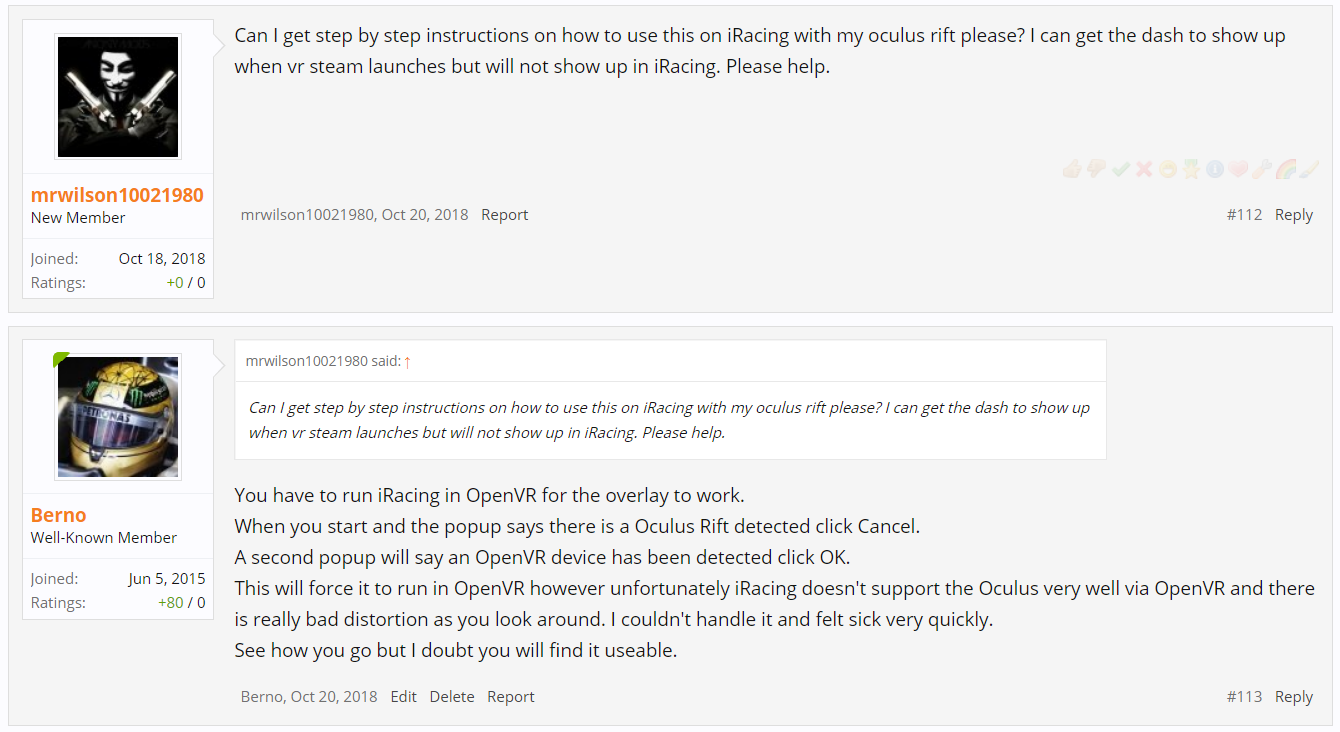 Can I get step by step instructions on how to use this on iRacing with my oculus rift please? I can get the dash to show up
when vr steam launches but will not show up in iRacing. Please help.
mrwilson10021980
New Member
Joined: Oct 18, 2018
Ratings: +0 / 0
mrwilson10021980, Oct 20, 2018 Report #112 Reply
mrwilson10021980 said: ↑
Can I get step by step instructions on how to use this on iRacing with my oculus rift please? I can get the dash to show up
when vr steam launches but will not show up in iRacing. Please help.
PETRONAS
Berno
Well-Known Member
Joined: Jun 5, 2015
Ratings: +80 / 0
You have to run iRacing in OpenVR for the overlay to work.
When you start and the popup says there is a Oculus Rift detected click Cancel.
A second popup will say an OpenVR device has been detected click OK.
This will force it to run in OpenVR however unfortunately iRacing doesn't support the Oculus very well via OpenVR and there
is really bad distortion as you look around. I couldn't handle it and felt sick very quickly.
See how you go but I doubt you will find it useable.
Berno, Oct 20, 2018 Edit Delete Report #113 Reply